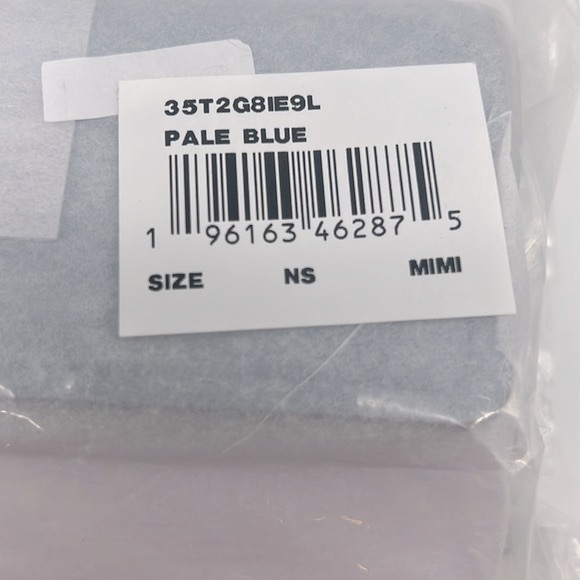 35T2G8IE9L
PALE BLUE
1 96163 46287 5
SIZE NS MIMI